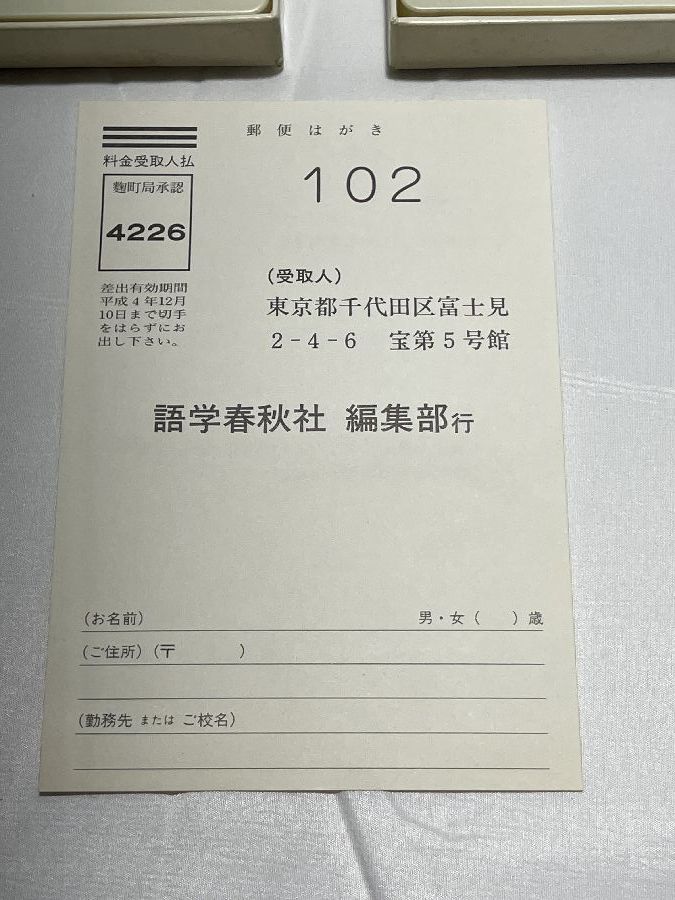 郵便はがき
料金受取人払
麹町局承認
4226
差出有効期間
平成4年12月
10日まで切手
をはらずにお
出し下さい。
102
(受取人)
東京都千代田区富士見
2-4-6 宝第5号館
語学春秋社 編集部行
(お名前) 男・女( )歳
(ご住所)(〒 )
(勤務先 または ご校名)